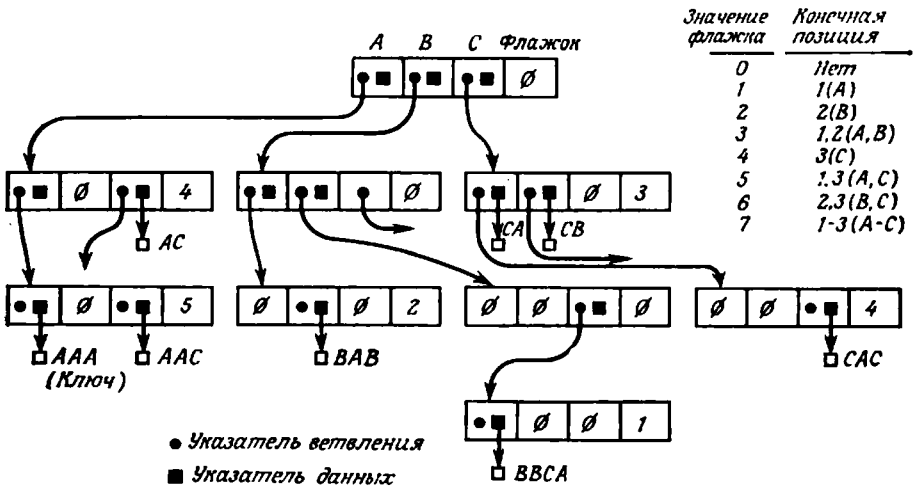 Значение флажка Конечная позиция
0 Нет
1 1(А)
2 2(В)
3 1,2(А,В)
4 3(С)
5 1,3(А,С)
6 2,3(В,С)
7 1-3(А-С)
A B C Флажок
Ø
Ø 4
Ø
Ø 3
AC
CA
CB
Ø 5
Ø Ø 2
Ø Ø Ø
Ø Ø 4
AAA
(Ключ)
AAC
BAB
CAC
Ø Ø 1
BBCA
Указатель ветвления
Указатель данных